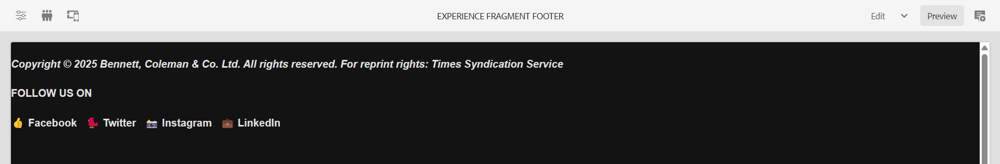 EXPERIENCE FRAGMENT FOOTER
Edit
Preview
Copyright © 2025 Bennett, Coleman & Co. Ltd. All rights reserved. For reprint rights: Times Syndication Service
FOLLOW US ON
👍 Facebook 🐦 Twitter 📸 Instagram 💼 LinkedIn